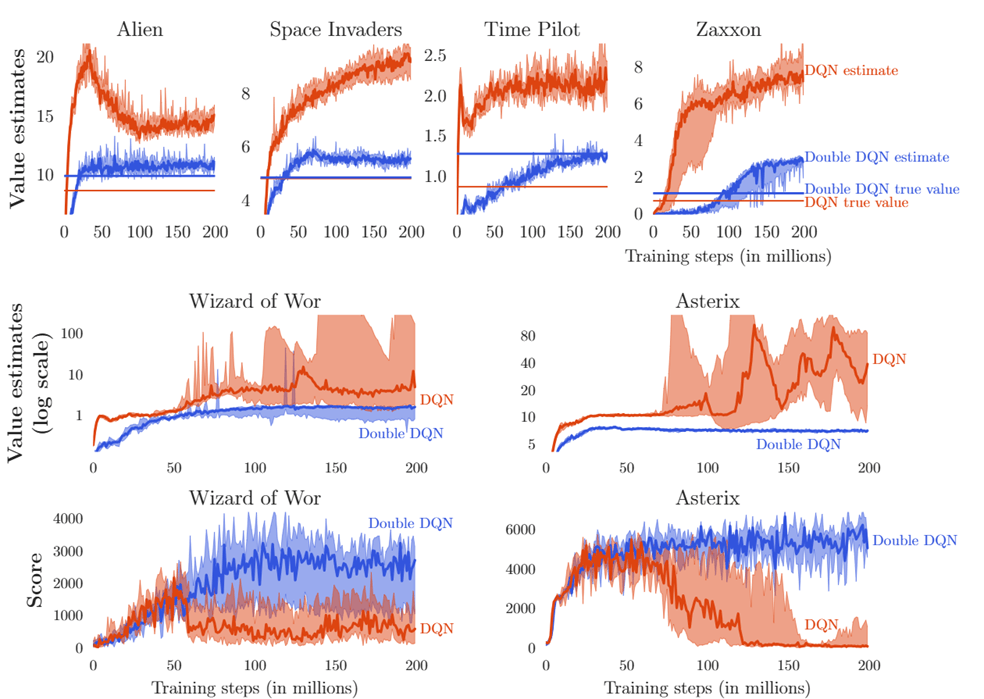 Alien
Space Invaders
Time Pilot
Zaxxon
Value estimates
20
15
10
0 50 100 150 200
8
6
4
0 50 100 150 200
2.5
2.0
1.5
1.0
0 50 100 150 200
8
6
4
2
0
0 50 100 150 200
DQN estimate
Double DQN estimate
Double DQN true value
DQN true value
Training steps (in millions)
Wizard of Wor
Asterix
Value estimates
(log scale)
100
10
1
0 50 100 150 200
DQN
Double DQN
80
40
20
10
5
0 50 100 150 200
DQN
Double DQN
Wizard of Wor
Asterix
Score
4000
3000
2000
1000
0
0 50 100 150 200
Double DQN
DQN
Training steps (in millions)
6000
4000
2000
0
0 50 100 150 200
Double DQN
DQN
Training steps (in millions)